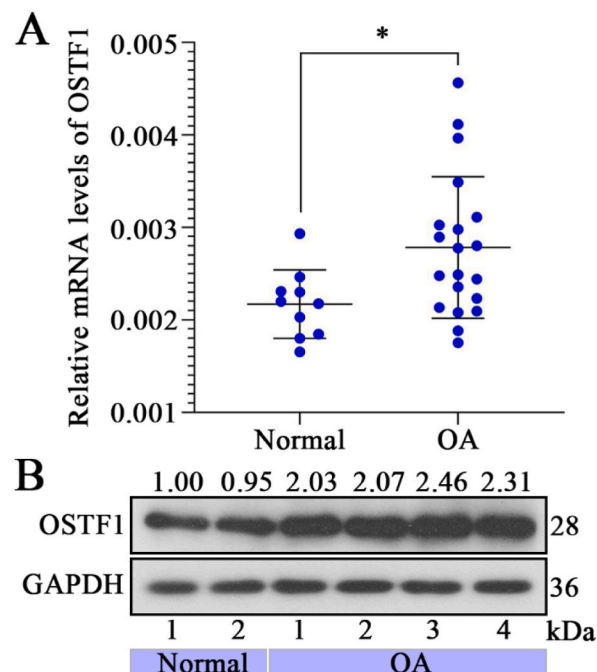 A
Relative mRNA levels of OSTF1
0.005
*
0.004
0.003
0.002
0.001
Normal OA
B
1.00 0.95 2.03 2.07 2.46 2.31
OSTF1 28
GAPDH 36
1 2 1 2 3 4 kDa
Normal OA